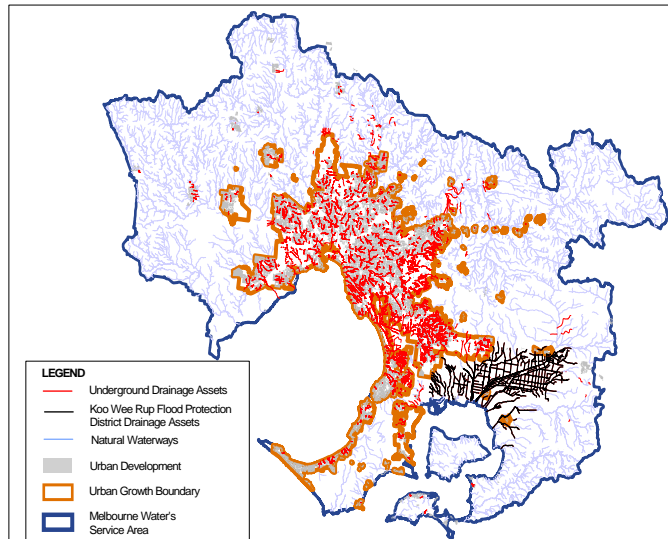 LEGEND
Underground Drainage Assets
Koo Wee Rup Flood Protection
District Drainage Assets
Natural Waterways
Urban Development
Urban Growth Boundary
Melbourne Water's
Service Area